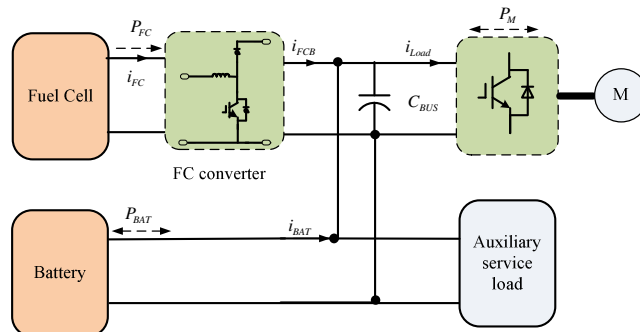 P_FC
i_FC
i_FCB
i_Load
P_M
Fuel Cell
C_BUS
M
FC converter
P_BAT
i_BAT
Battery
Auxiliary
service
load